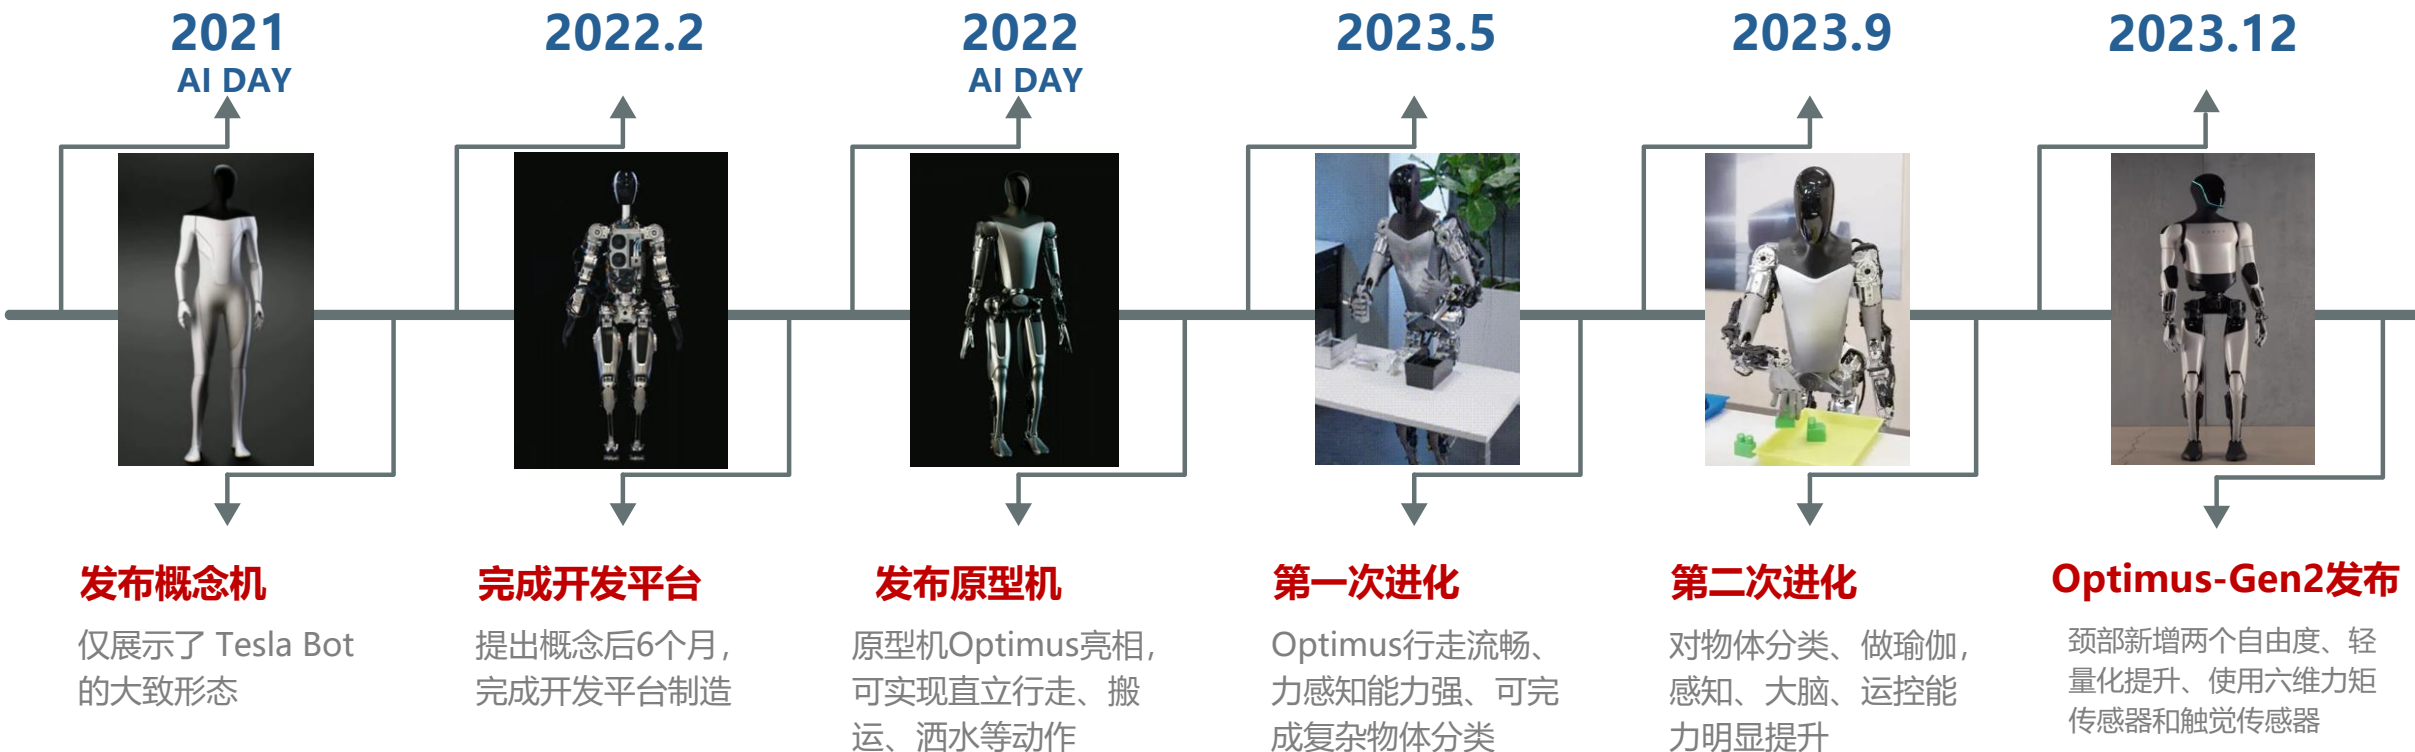 2021
AI DAY
2022.2
2022
AI DAY
2023.5
2023.9
2023.12
发布概念机
仅展示了 Tesla Bot
的大致形态
完成开发平台
提出概念后6个月，
完成开发平台制造
发布原型机
原型机Optimus亮相，
可实现直立行走、搬
运、洒水等动作
第一次进化
Optimus行走流畅、
力感知能力强、可完
成复杂物体分类
第二次进化
对物体分类、做瑜伽，
感知、大脑、运控能
力明显提升
Optimus-Gen2发布
颈部新增两个自由度、轻
量化提升、使用六维力矩
传感器和触觉传感器